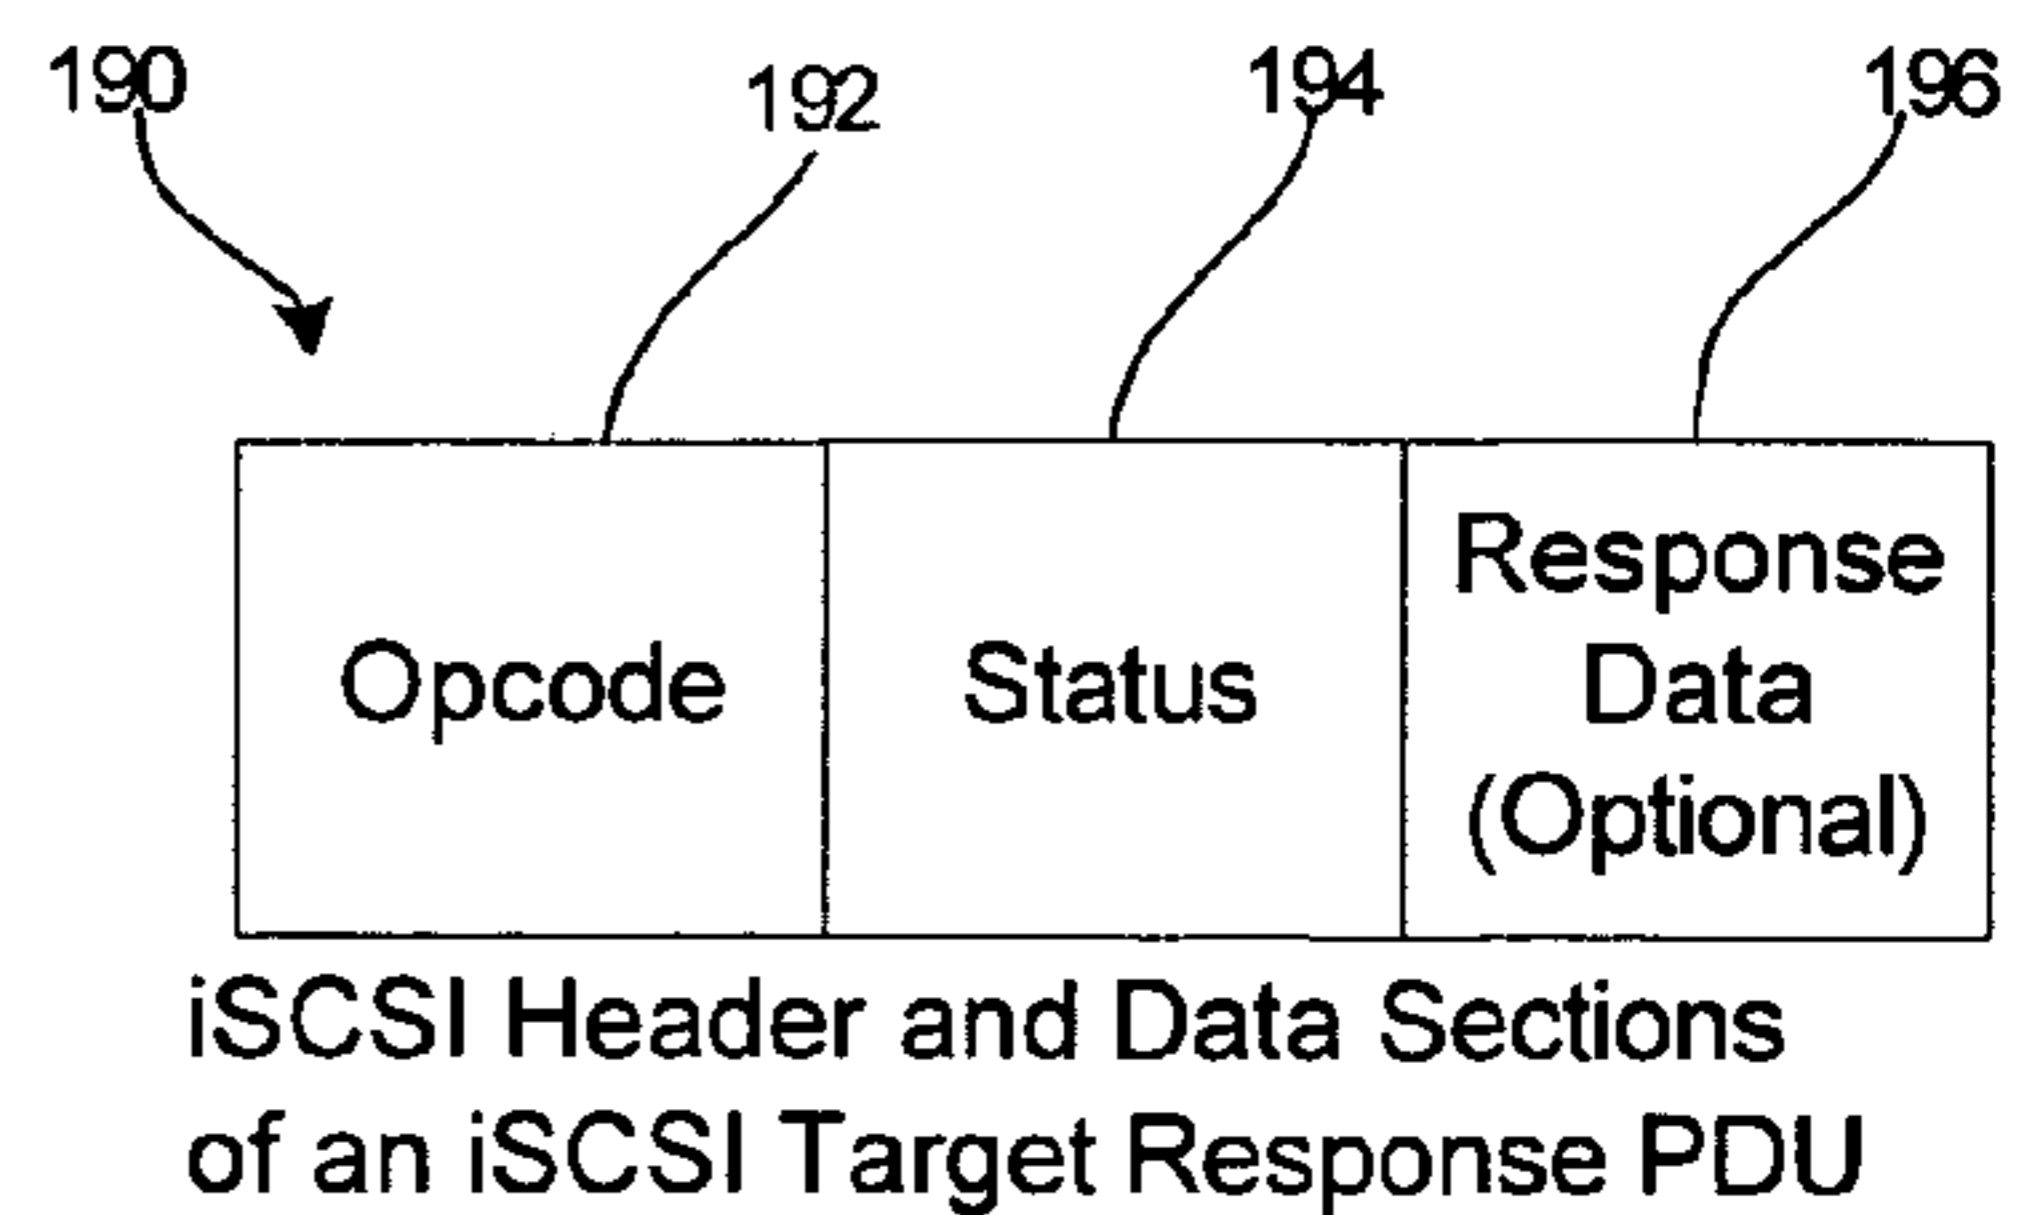 190
192
194
196
Opcode
Status
Response
Data
(Optional)
iSCSI Header and Data Sections
of an iSCSI Target Response PDU